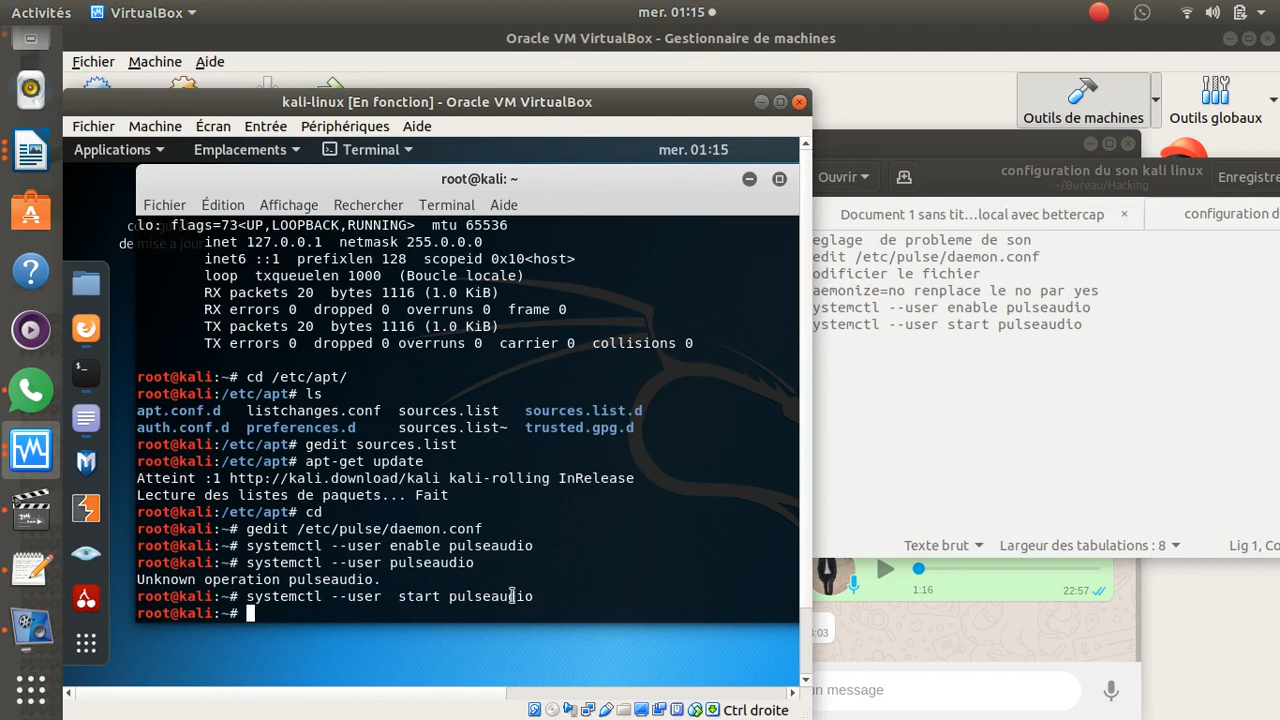 Activités VirtualBox mer. 01:15
Oracle VM VirtualBox - Gestionnaire de machines
Fichier Machine Aide
Outils de machines Outils globaux
kali-linux [En fonction] - Oracle VM VirtualBox
Fichier Machine Écran Entrée Périphériques Aide
Applications Emplacements Terminal mer. 01:15
root@kali: ~
Fichier Édition Affichage Rechercher Terminal Aide
lo: flags=73<UP,LOOPBACK,RUNNING> mtu 65536
inet 127.0.0.1 netmask 255.0.0.0
inet6 ::1 prefixlen 128 scopeid 0x10<host>
loop txqueuelen 1000 (Boucle locale)
RX packets 20 bytes 1116 (1.0 KiB)
RX errors 0 dropped 0 overruns 0 frame 0
TX packets 20 bytes 1116 (1.0 KiB)
TX errors 0 dropped 0 overruns 0 carrier 0 collisions 0
root@kali:~# cd /etc/apt/
root@kali:/etc/apt# ls
apt.conf.d listchanges.conf sources.list sources.list.d
auth.conf.d preferences.d sources.list~ trusted.gpg.d
root@kali:/etc/apt# gedit sources.list
root@kali:/etc/apt# apt-get update
Atteint :1 http://kali.download/kali kali-rolling InRelease
Lecture des listes de paquets... Fait
root@kali:/etc/apt# cd
root@kali:~# gedit /etc/pulse/daemon.conf
root@kali:~# systemctl --user enable pulseaudio
root@kali:~# systemctl --user pulseaudio
Unknown operation pulseaudio.
root@kali:~# systemctl --user  start pulseaudio
root@kali:~#
de mise a jour
Ctrl droite
Ouvrir configuration du son kali linux Enregistre
~/Bureau/Hacking
Document 1 sans tit...local avec bettercap × configuration d
eglage  de probleme de son
edit /etc/pulse/daemon.conf
odificier le fichier
aemonize=no renplace le no par yes
ystemctl --user enable pulseaudio
ystemctl --user start pulseaudio
Texte brut Largeur des tabulations : 8 Lig 1, Co
1:16
3:03
un message